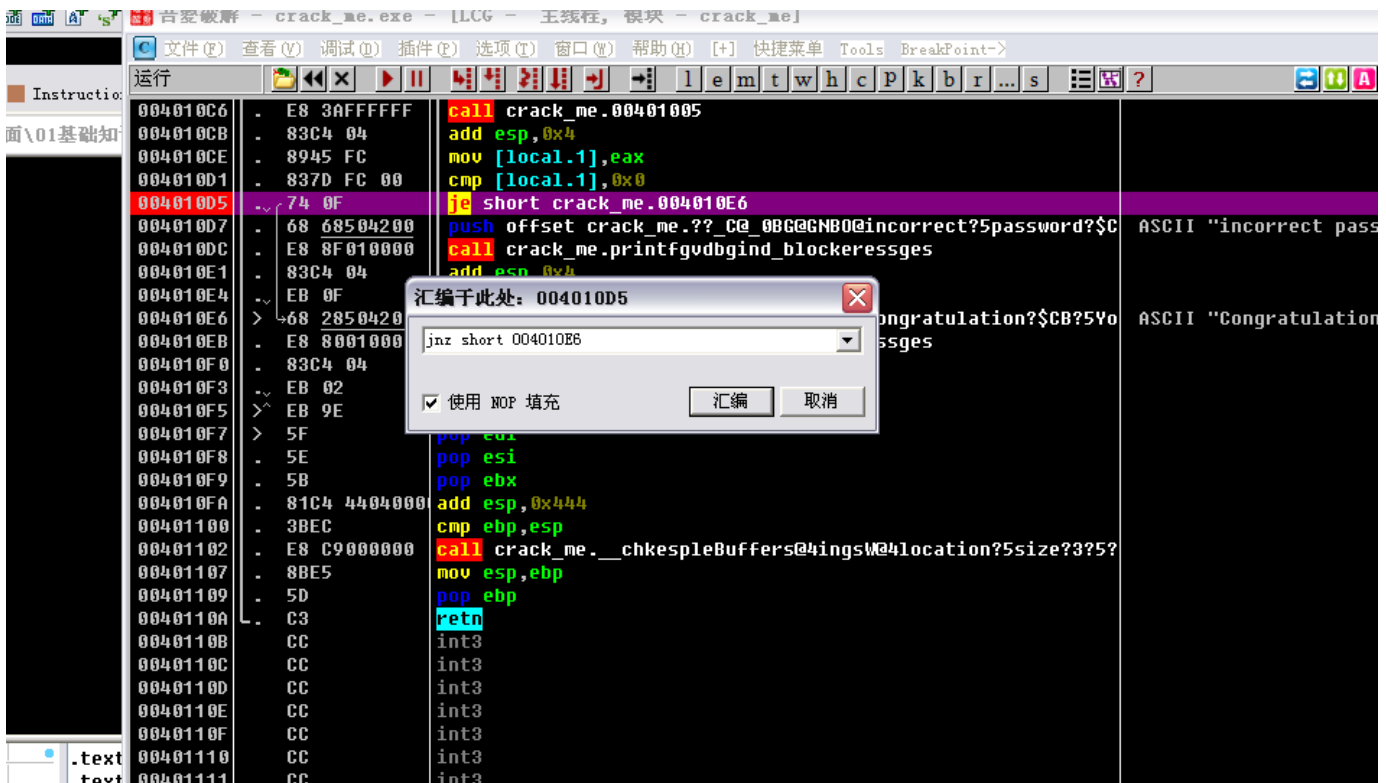 吾爱破解 - crack_me.exe - [LCG - 主线程, 模块 - crack_me]
文件(F) 查看(V) 调试(D) 插件(P) 选项(T) 窗口(W) 帮助(H) [+] 快捷菜单 Tools BreakPoint->
运行 l e m t w h c P k b r ... s ?
Instructio
面\01基础知
004010C6 . E8 3AFFFFFF call crack_me.00401005
004010CB . 83C4 04 add esp,0x4
004010CE . 8945 FC mov [local.1],eax
004010D1 . 837D FC 00 cmp [local.1],0x0
004010D5 . 74 0F je short crack_me.004010E6
004010D7 . 68 68504200 push offset crack_me.??_C@_0BG@GNBO@incorrect?5password?$C ASCII "incorrect pass
004010DC . E8 8F010000 call crack_me.printfgvdbgind_blockeressges
004010E1 . 83C4 04 add esp,0x4
004010E4 . EB 0F
004010E6 > 68 2850420 ongratulation?$CB?5Yo ASCII "Congratulation
004010EB . E8 8001000 ssges
004010F0 . 83C4 04
004010F3 . EB 02
004010F5 >^ EB 9E
004010F7 > 5F pop edi
004010F8 . 5E pop esi
004010F9 . 5B pop ebx
004010FA . 81C4 4404000 add esp,0x444
00401100 . 3BEC cmp ebp,esp
00401102 . E8 C9000000 call crack_me.__chkespleBuffers@4ingsW@4location?5size?3?5?
00401107 . 8BE5 mov esp,ebp
00401109 . 5D pop ebp
0040110A . C3 retn
0040110B CC int3
0040110C CC int3
0040110D CC int3
0040110E CC int3
0040110F CC int3
00401110 CC int3
00401111 CC int3
汇编于此处: 004010D5
jnz short 004010E6
使用 NOP 填充
汇编 取消
.text
.text